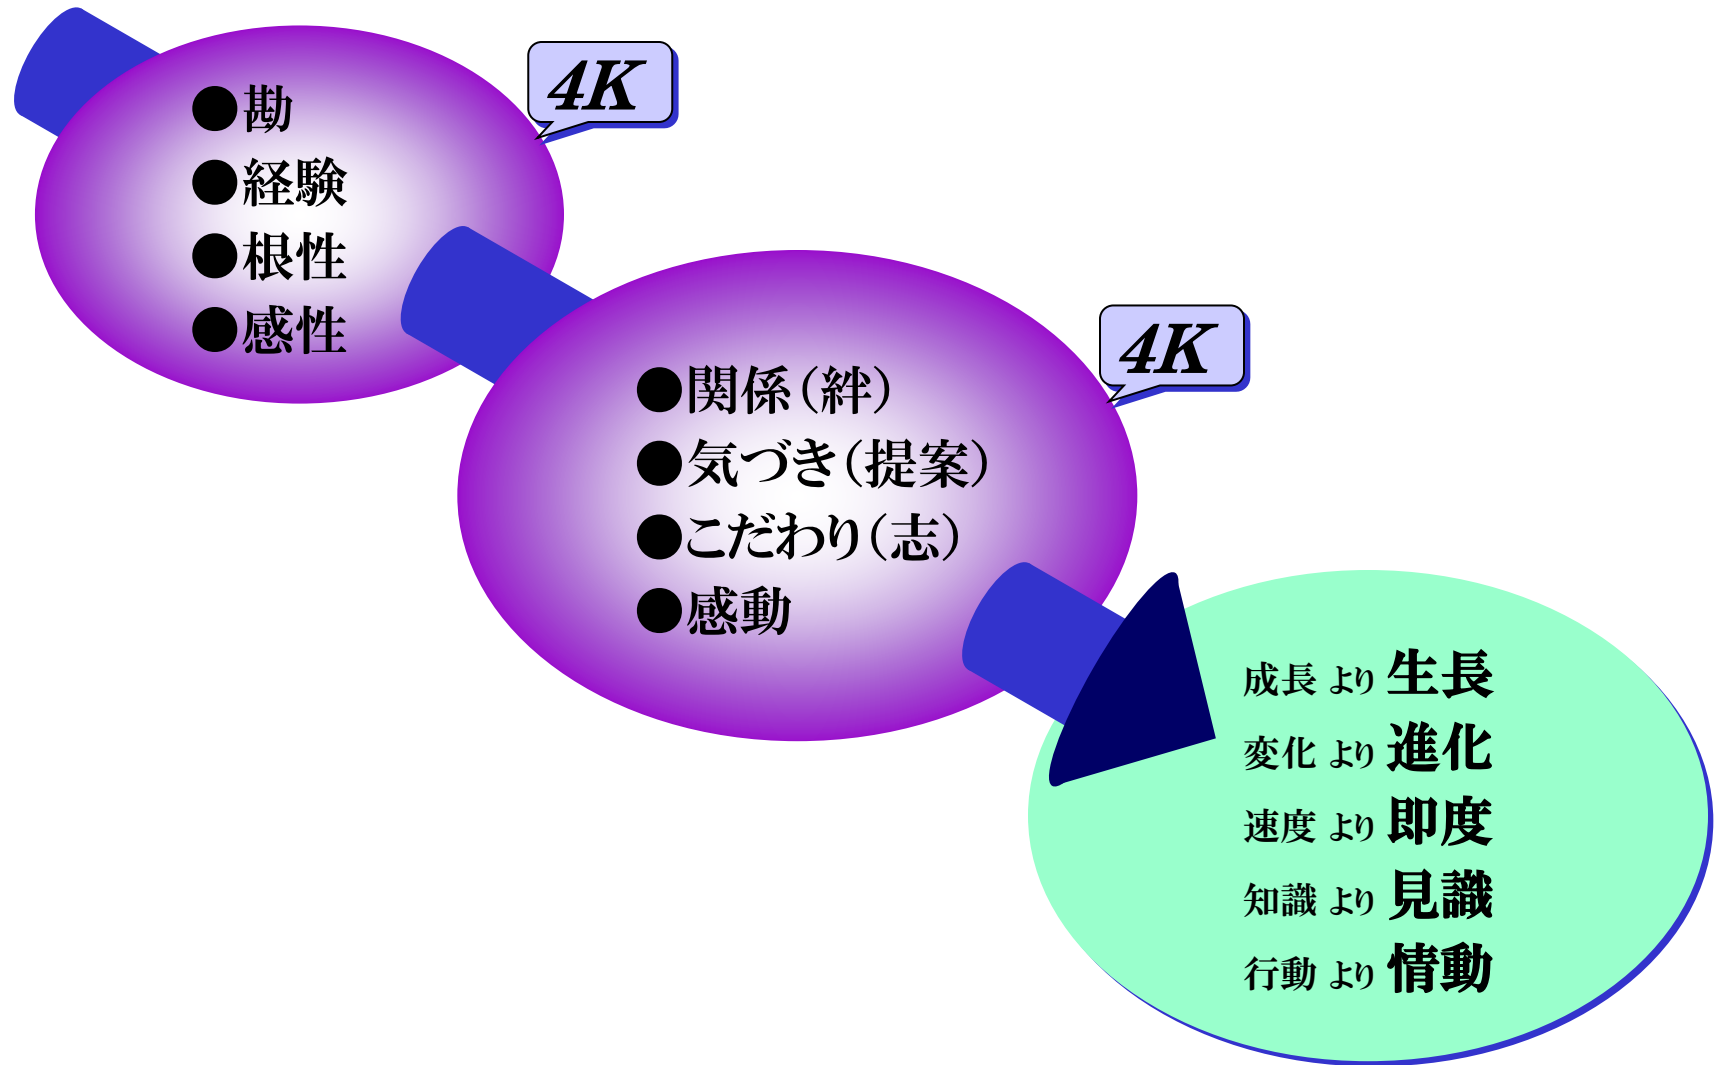 4K
●勘
●経験
●根性
●感性
4K
●関係(絆)
●気づき(提案)
●こだわり(志)
●感動
成長 より 生長
変化 より 進化
速度 より 即度
知識 より 見識
行動 より 情動